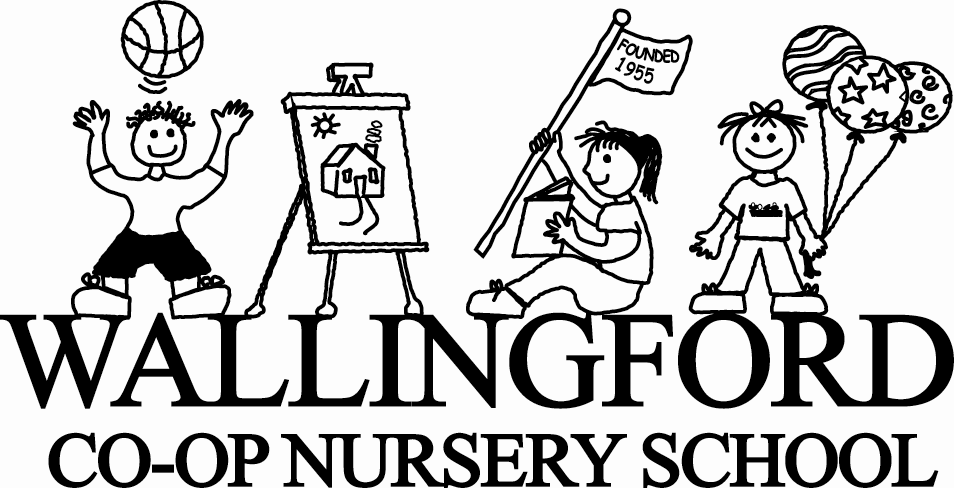 FOUNDED
1955
WALLINGFORD
CO-OP NURSERY SCHOOL